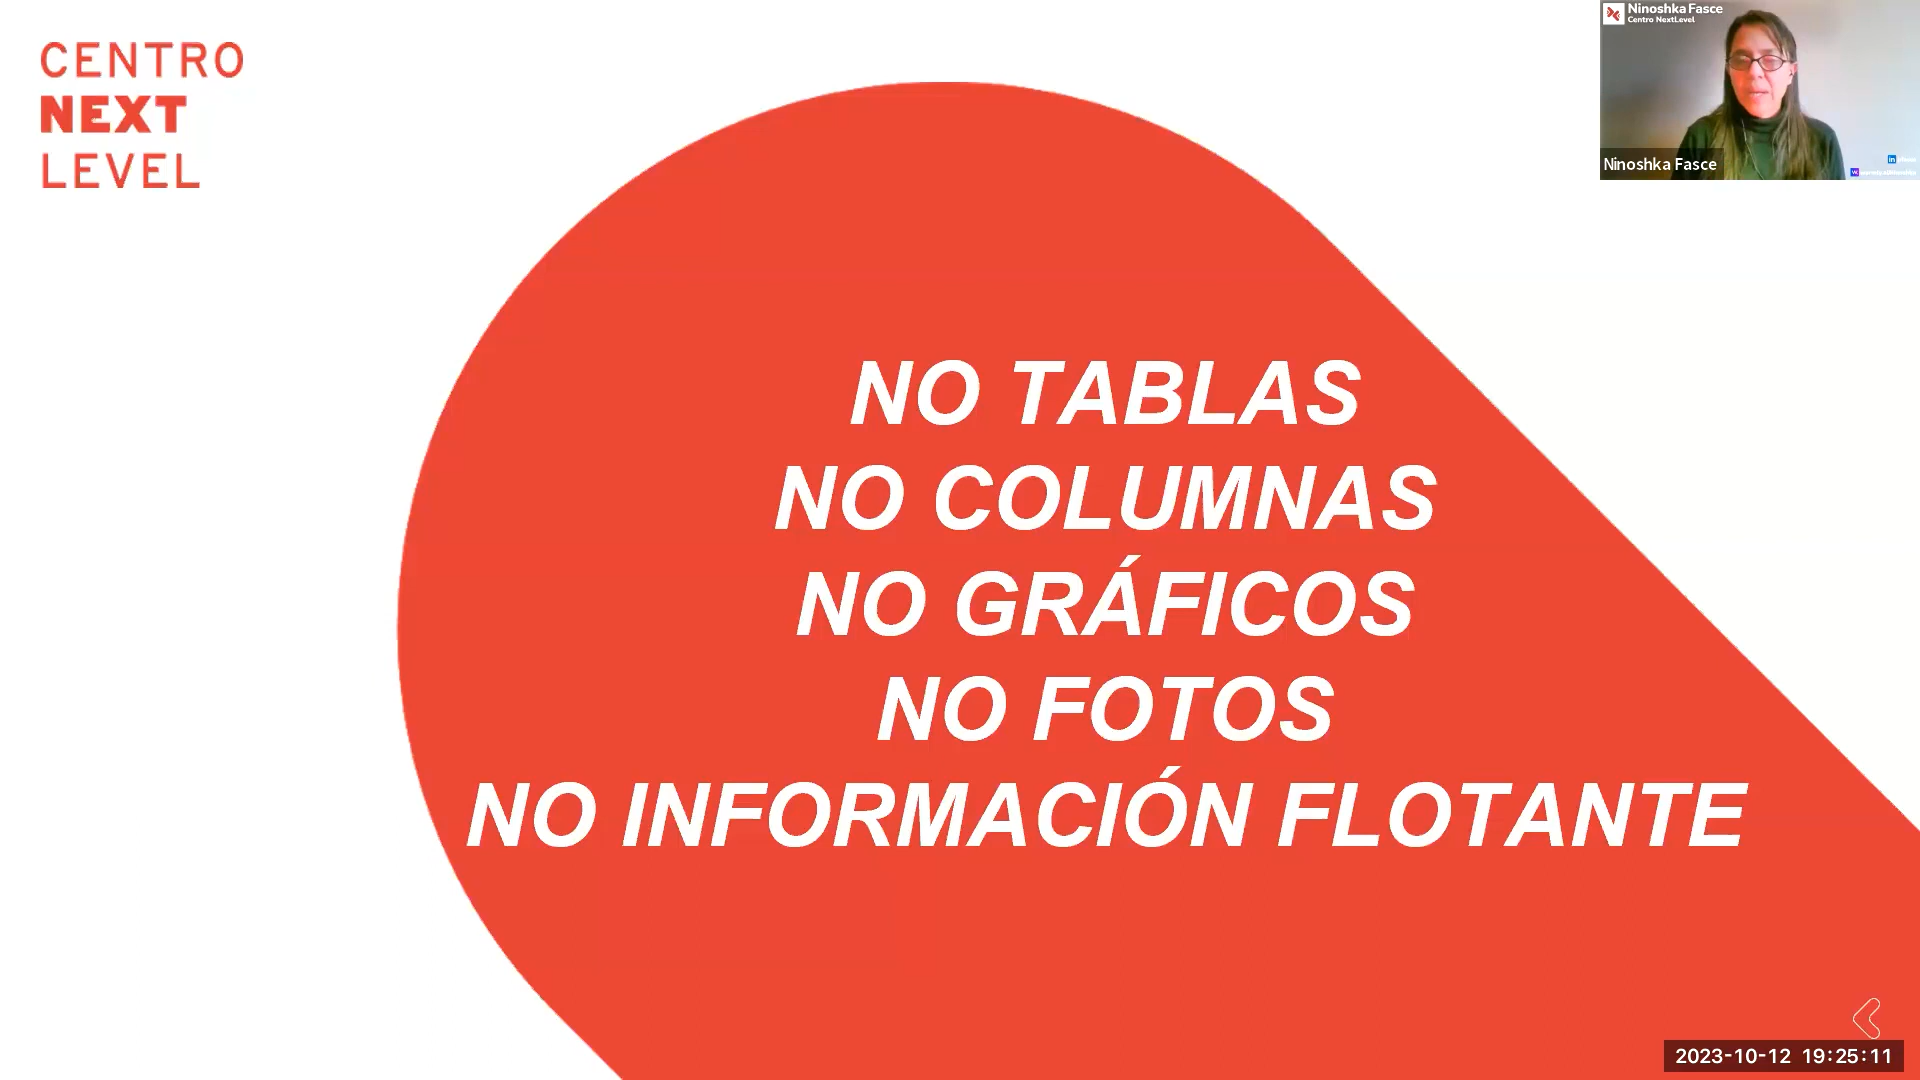 CENTRO
NEXT
LEVEL
Ninoshka Fasce
Centro NextLevel
Ninoshka Fasce
NO TABLAS
NO COLUMNAS
NO GRÁFICOS
NO FOTOS
NO INFORMACIÓN FLOTANTE
2023-10-12 19:25:11